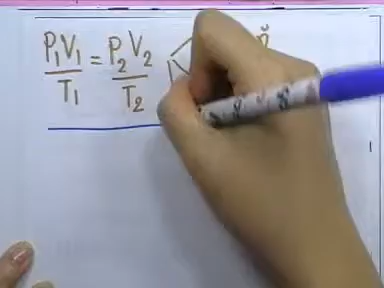 P₁V₁/T₁ = P₂V₂/T₂